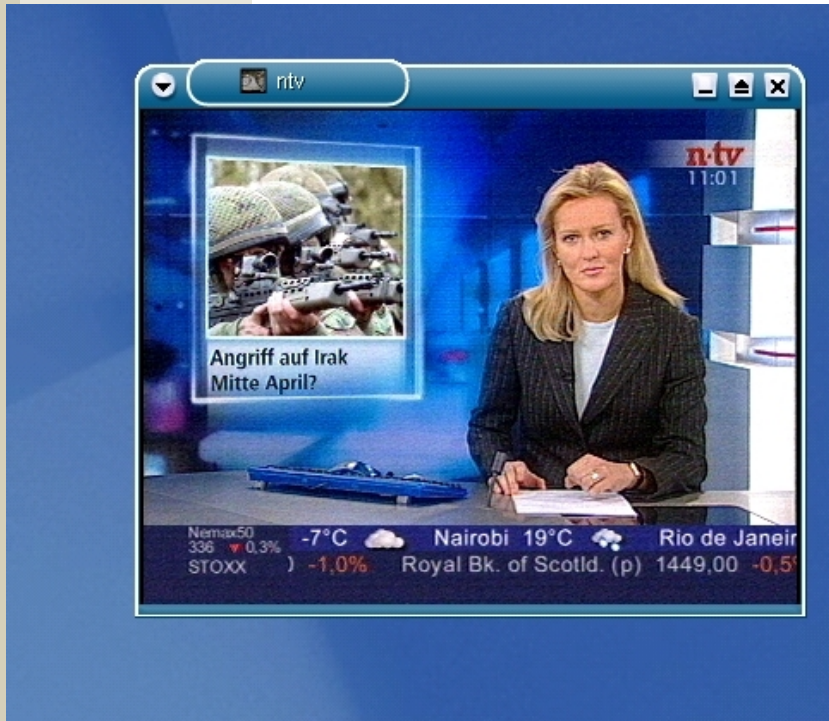 ntv
n-tv
11:01
Angriff auf Irak
Mitte April?
Nemax50
336 ▼ 0,3%
STOXX
-7°C Nairobi 19°C Rio de Janeir
-1,0% Royal Bk. of Scotld. (p) 1449,00 -0,5